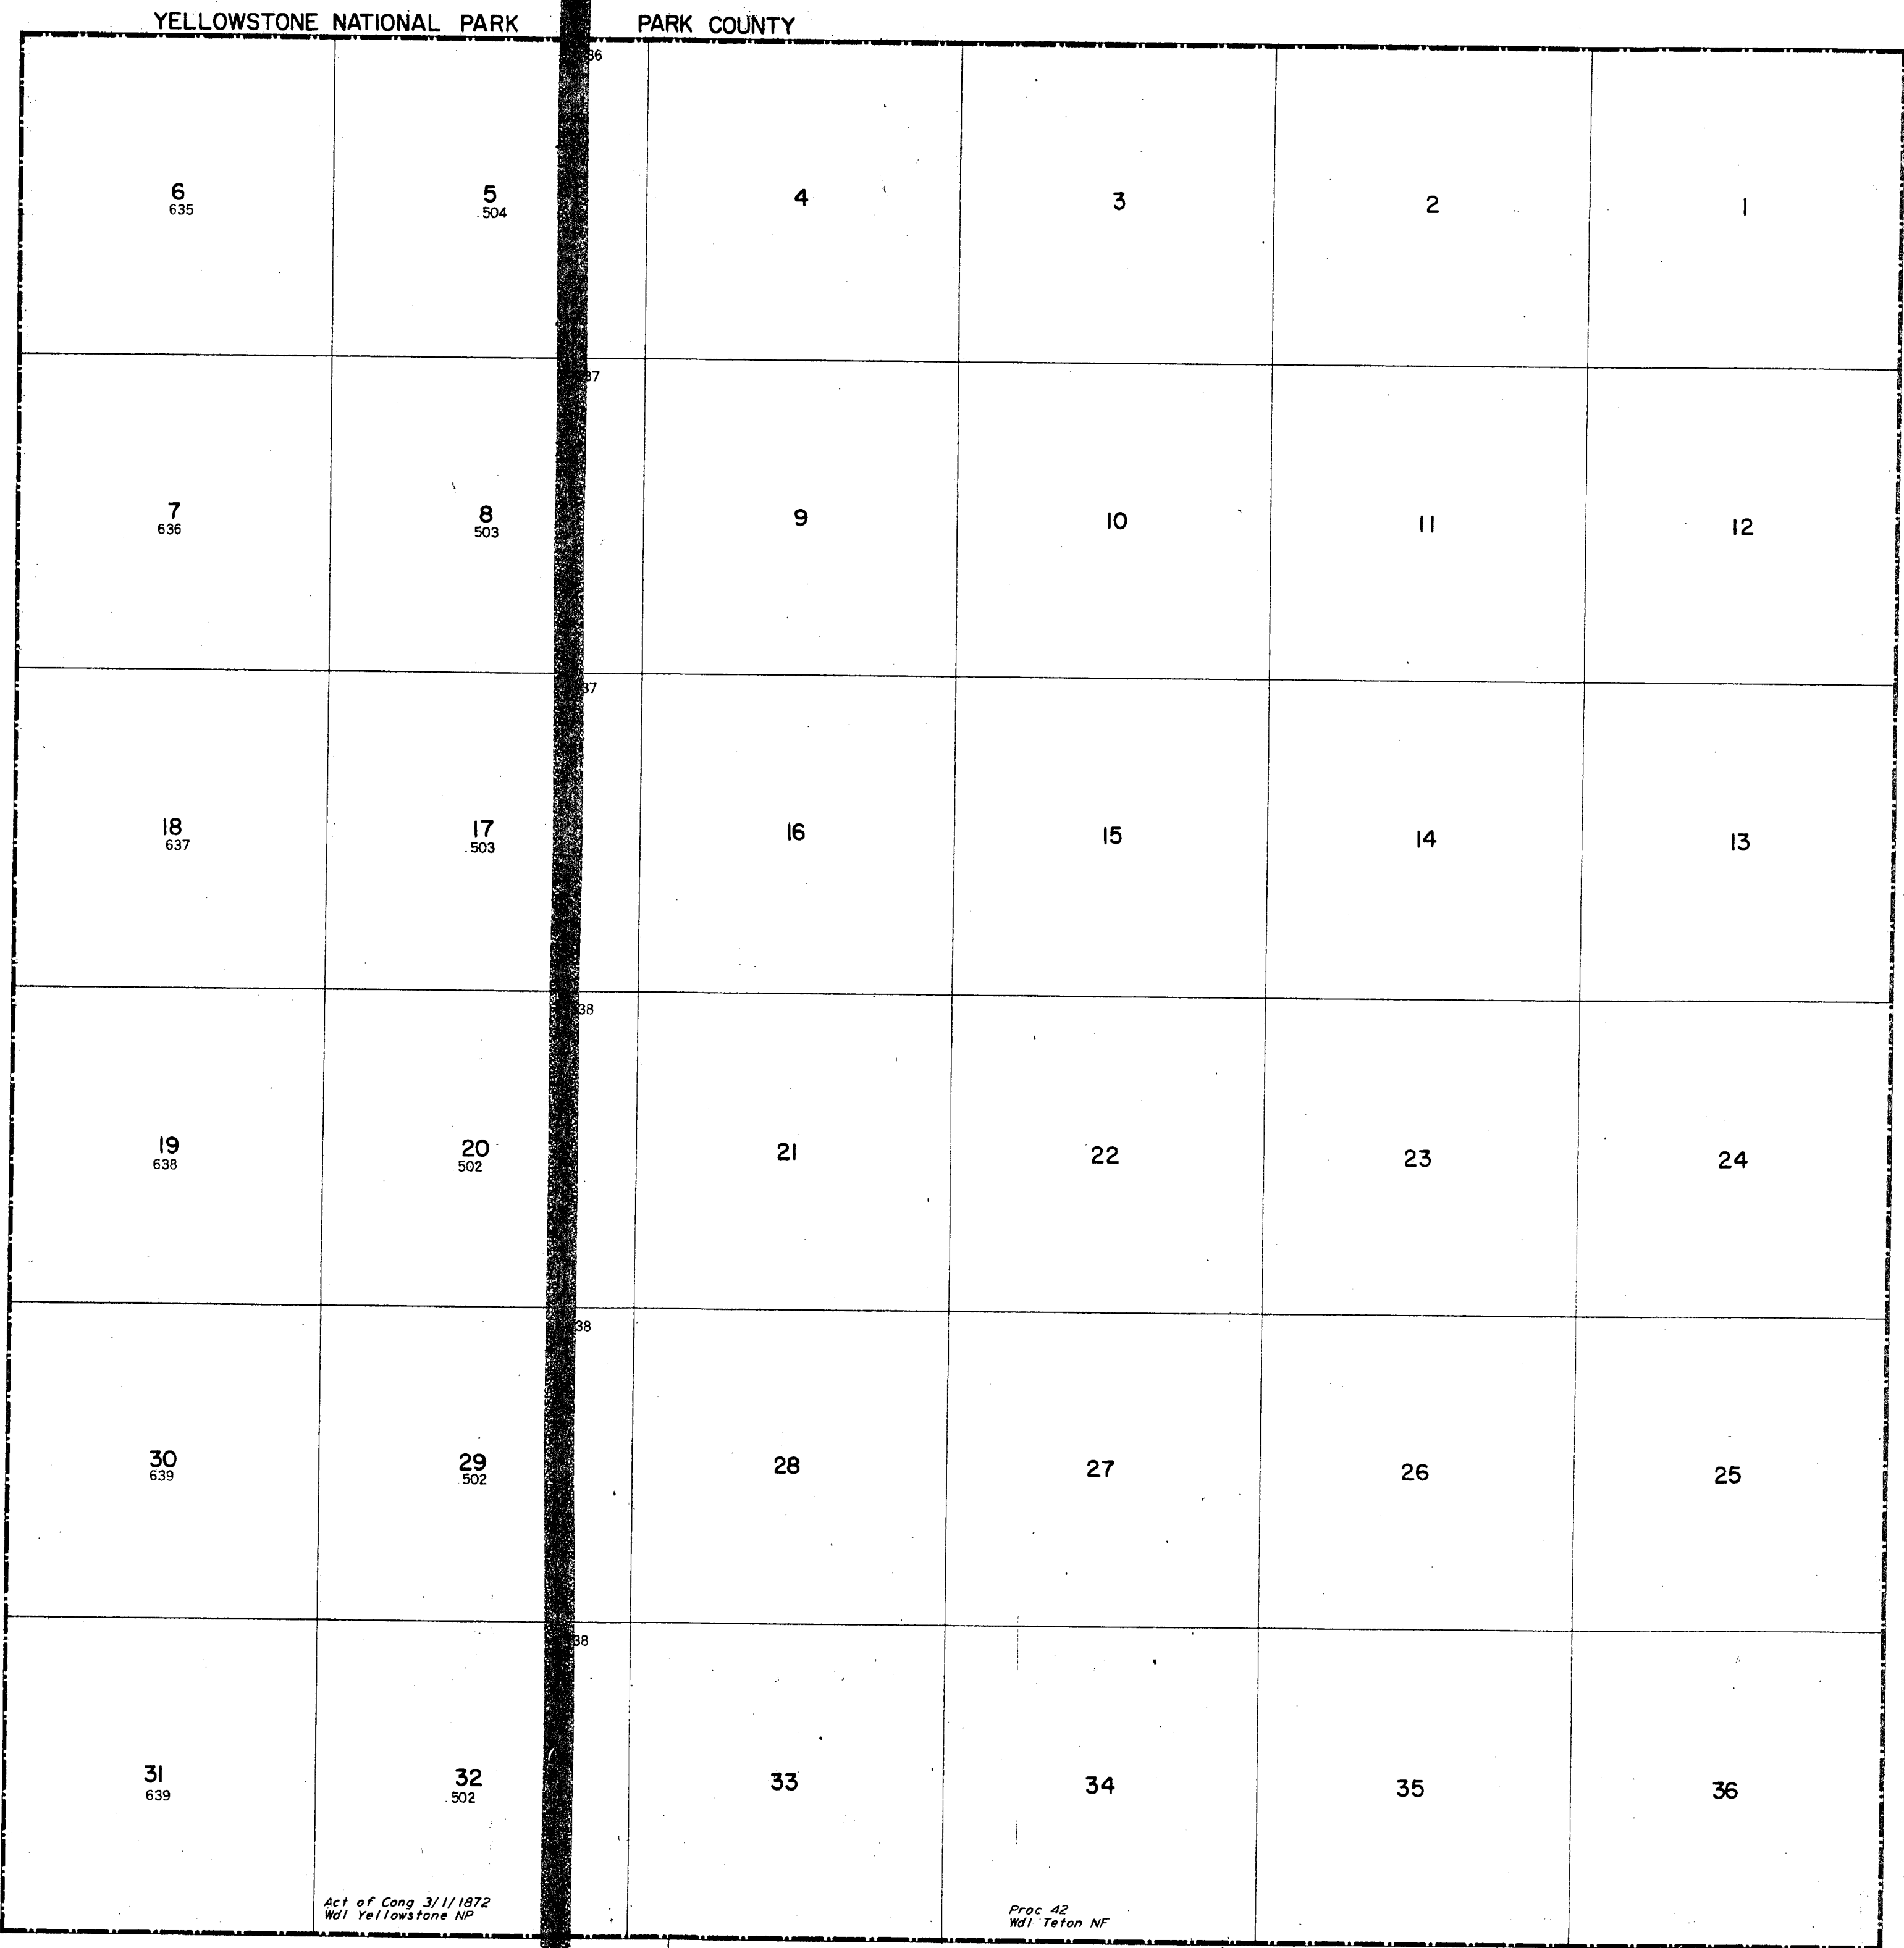 YELLOWSTONE NATIONAL PARK PARK COUNTY
6 5 4 3 2 1
635 504
7 8 9 10 11 12
636 503
18 17 16 15 14 13
637 503
19 20 21 22 23 24
638 502
30 29 28 27 26 25
639 502
31 32 33 34 35 36
639 502
Act of Cong 3/1/1872
Wdl Yellowstone NP
Proc 42
Wdl Teton NF